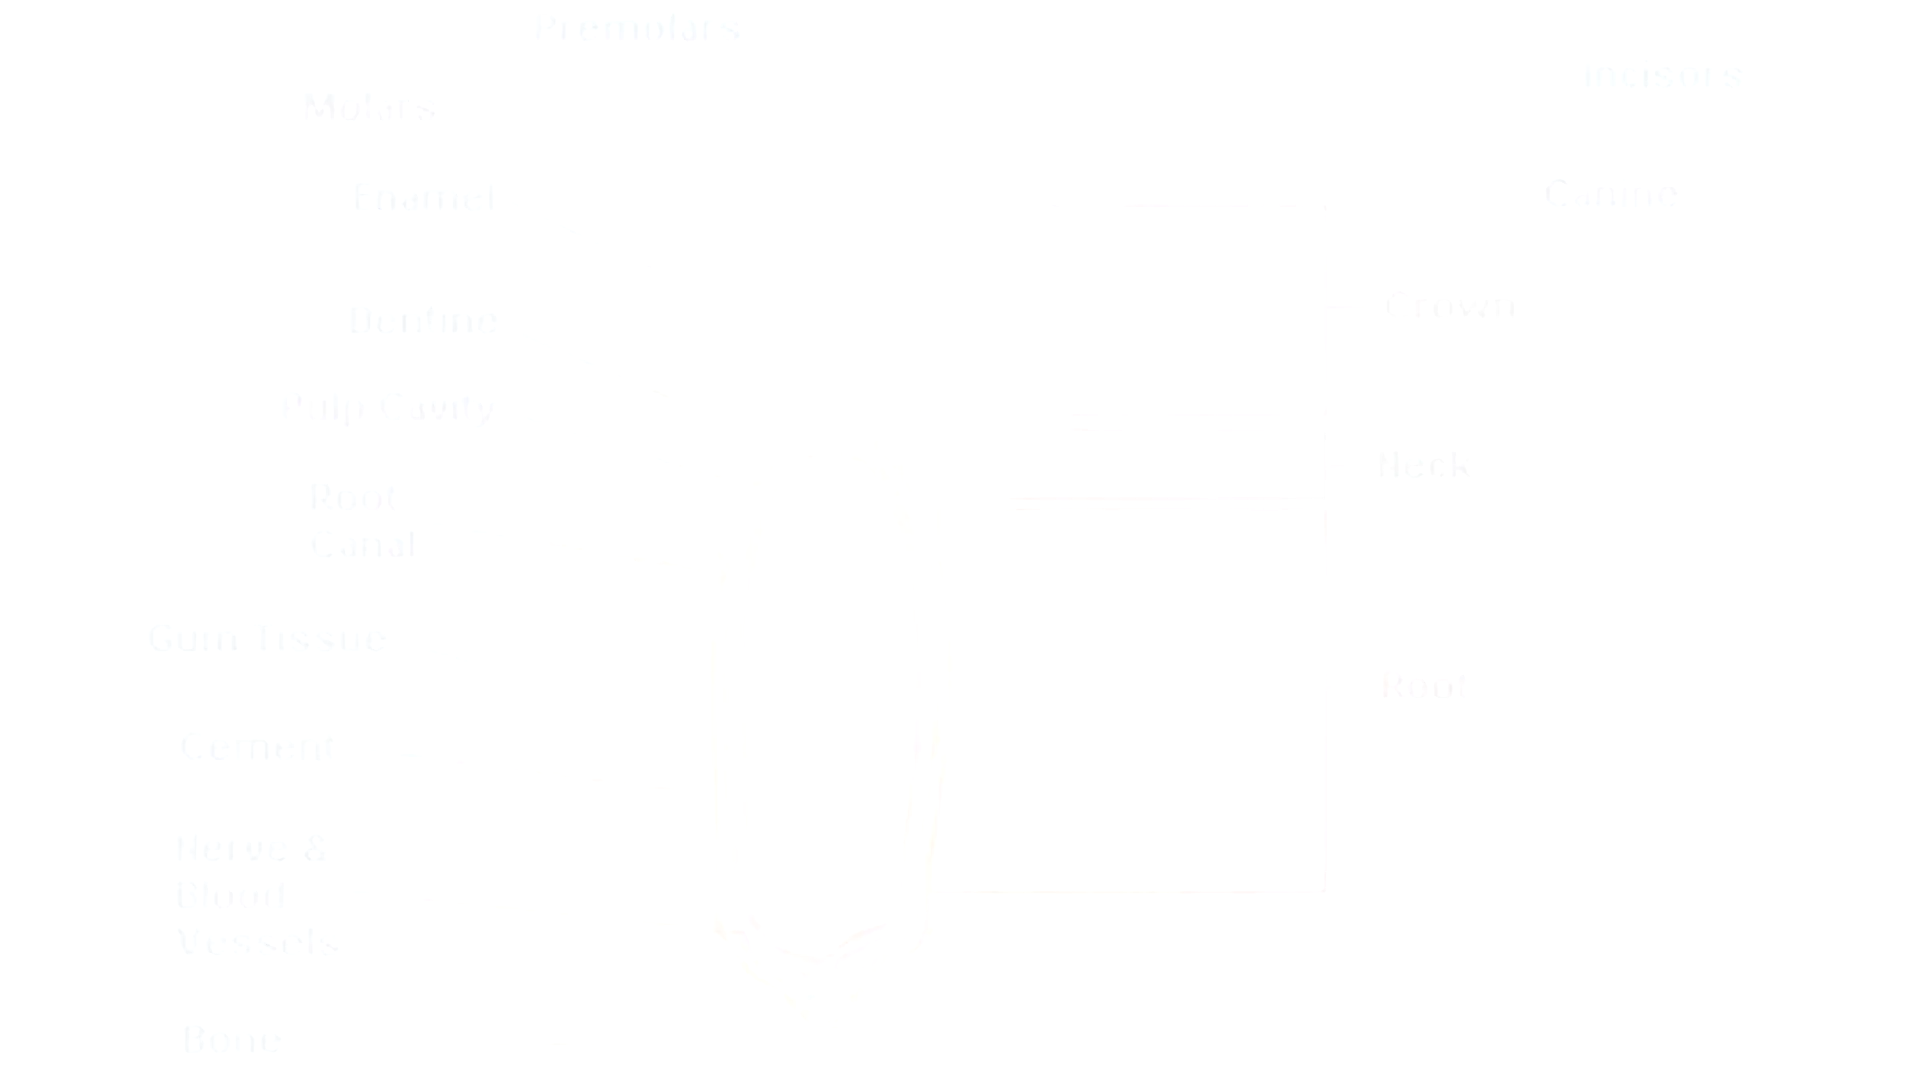 Premolars
Incisors
Molars
Enamel
Canine
Dentine
Crown
Pulp Cavity
Neck
Root
Canal
Gum Tissue
Root
Cement
Nerve &
Blood
Vessels
Bone